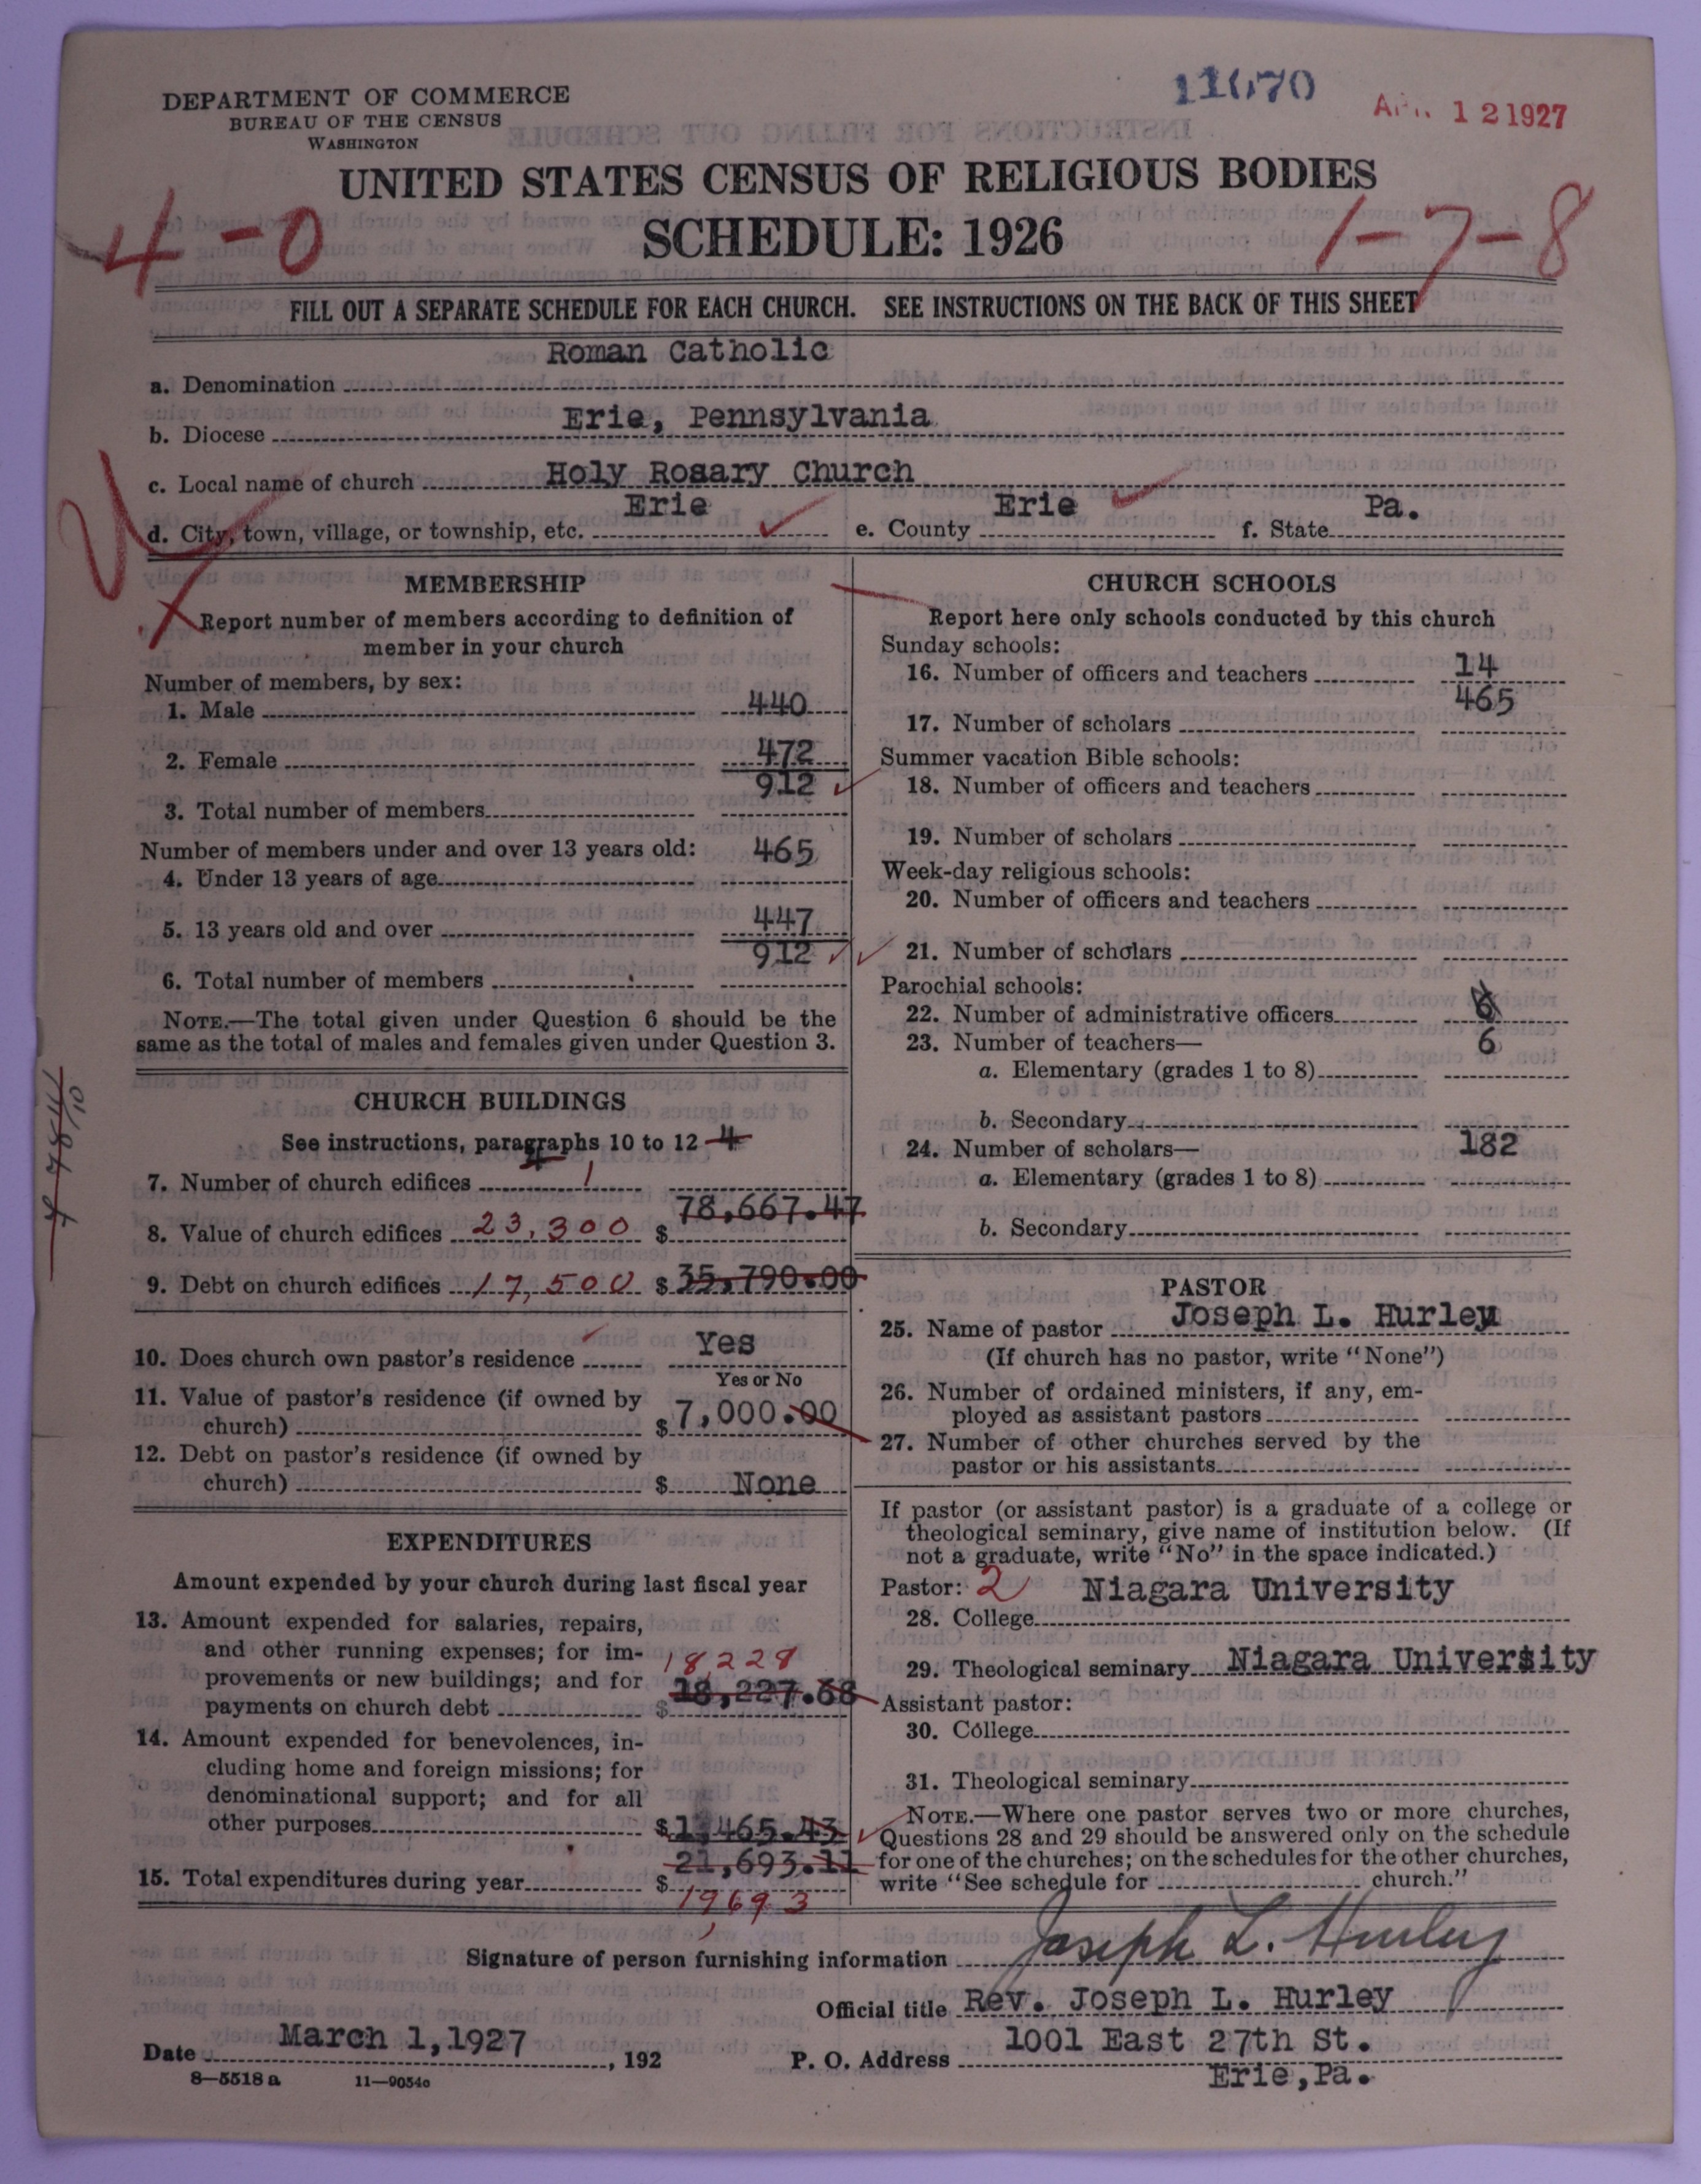 DEPARTMENT OF COMMERCE
BUREAU OF THE CENSUS
WASHINGTON
11670
APR. 12 1927
UNITED STATES CENSUS OF RELIGIOUS BODIES
SCHEDULE: 1926
4-0
1-7-8
FILL OUT A SEPARATE SCHEDULE FOR EACH CHURCH. SEE INSTRUCTIONS ON THE BACK OF THIS SHEET
a. Denomination Roman Catholic
b. Diocese Erie, Pennsylvania
c. Local name of church Holy Rosary Church
d. City, town, village, or township, etc. Erie e. County Erie f. State Pa.
MEMBERSHIP
Report number of members according to definition of
member in your church
Number of members, by sex:
1. Male 440
2. Female 472
3. Total number of members 912
Number of members under and over 13 years old:
4. Under 13 years of age 465
5. 13 years old and over 447
6. Total number of members 912
NOTE.—The total given under Question 6 should be the
same as the total of males and females given under Question 3.
CHURCH BUILDINGS
See instructions, paragraphs 10 to 12 4
7. Number of church edifices 1
8. Value of church edifices 23,300 $ 78,667.47
9. Debt on church edifices 17,500 $ 35,790.00
10. Does church own pastor's residence Yes
Yes or No
11. Value of pastor's residence (if owned by
church) $ 7,000.00
12. Debt on pastor's residence (if owned by
church) $ None
EXPENDITURES
Amount expended by your church during last fiscal year
13. Amount expended for salaries, repairs,
and other running expenses; for im-
provements or new buildings; and for 18,228
payments on church debt $ 18,227.68
14. Amount expended for benevolences, in-
cluding home and foreign missions; for
denominational support; and for all
other purposes $ 1,465.43
15. Total expenditures during year $ 21,693.11
19,693
CHURCH SCHOOLS
Report here only schools conducted by this church
Sunday schools:
16. Number of officers and teachers 14
17. Number of scholars 465
Summer vacation Bible schools:
18. Number of officers and teachers
19. Number of scholars
Week-day religious schools:
20. Number of officers and teachers
21. Number of scholars
Parochial schools:
22. Number of administrative officers
23. Number of teachers—
a. Elementary (grades 1 to 8) 6
b. Secondary
24. Number of scholars—
a. Elementary (grades 1 to 8) 182
b. Secondary
PASTOR
25. Name of pastor Joseph L. Hurley
(If church has no pastor, write "None")
26. Number of ordained ministers, if any, em-
ployed as assistant pastors
27. Number of other churches served by the
pastor or his assistants
If pastor (or assistant pastor) is a graduate of a college or
theological seminary, give name of institution below. (If
not a graduate, write "No" in the space indicated.)
Pastor: 2
28. College Niagara University
29. Theological seminary Niagara University
Assistant pastor:
30. College
31. Theological seminary
NOTE.—Where one pastor serves two or more churches,
Questions 28 and 29 should be answered only on the schedule
for one of the churches; on the schedules for the other churches,
write "See schedule for church."
Signature of person furnishing information Joseph L. Hurley
Official title Rev. Joseph L. Hurley
Date March 1, 1927, 192
P. O. Address 1001 East 27th St.
Erie, Pa.
8—5518 a 11—9054c